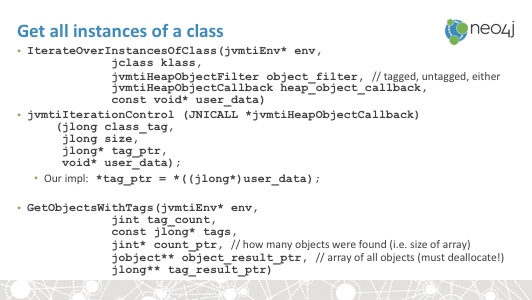 Get all instances of a class
neo4j
• IterateOverInstancesOfClass(jvmtiEnv* env,
jclass klass,
jvmtiHeapObjectFilter object_filter, // tagged, untagged, either
jvmtiHeapObjectCallback heap_object_callback,
const void* user_data)
• jvmtiIterationControl (JNICALL *jvmtiHeapObjectCallback)
(jlong class_tag,
jlong size,
jlong* tag_ptr,
void* user_data);
• Our impl: *tag_ptr = *((jlong*)user_data);
• GetObjectsWithTags(jvmtiEnv* env,
jint tag_count,
const jlong* tags,
jint* count_ptr, // how many objects were found (i.e. size of array)
jobject** object_result_ptr, // array of all objects (must deallocate!)
jlong** tag_result_ptr)